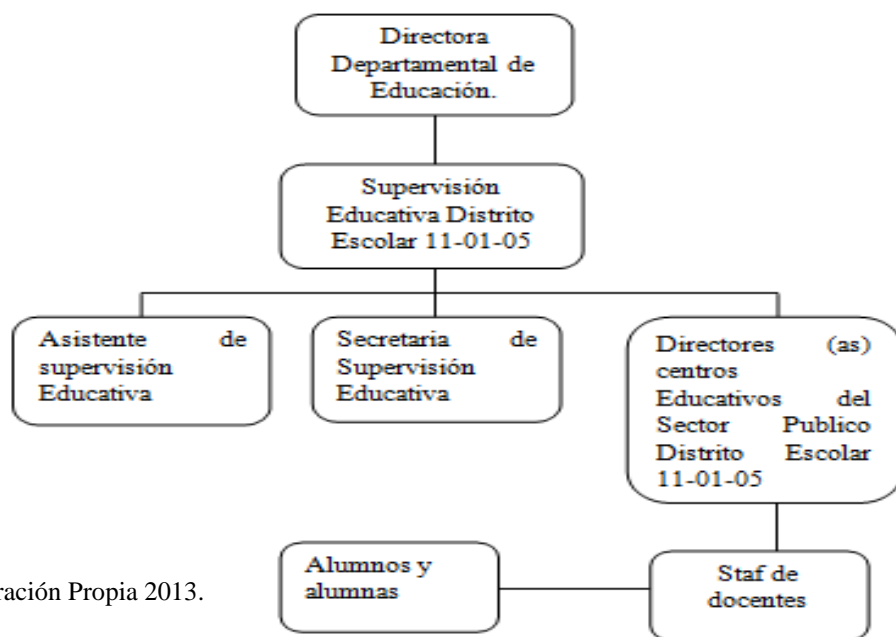 Directora
Departamental de
Educación.
Supervisión
Educativa Distrito
Escolar 11-01-05
Asistente de
supervisión
Educativa
Secretaria de
Supervisión
Educativa
Directores (as)
centros
Educativos del
Sector Publico
Distrito Escolar
11-01-05
Alumnos y
alumnas
Staf de
docentes
ración Propia 2013.